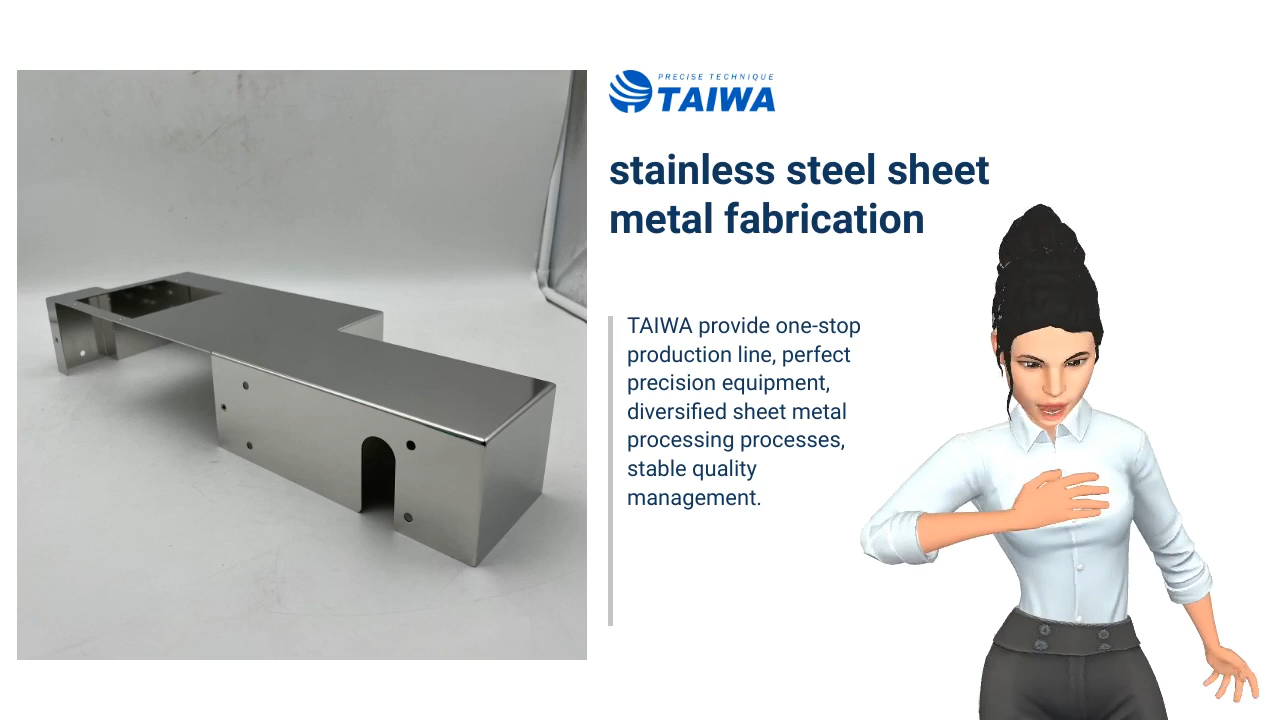 PRECISE TECHNIQUE
TAIWA
stainless steel sheet
metal fabrication
TAIWA provide one-stop
production line, perfect
precision equipment,
diversified sheet metal
processing processes,
stable quality
management.